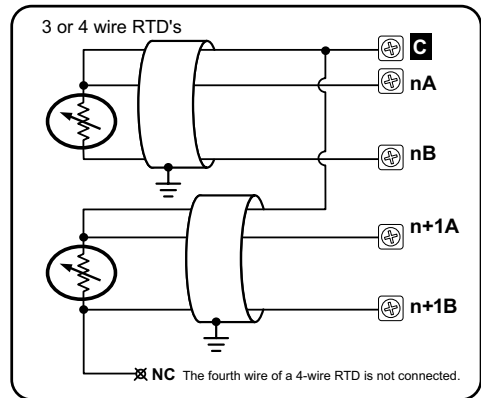 3 or 4 wire RTD's
C
nA
nB
n+1A
n+1B
NC The fourth wire of a 4-wire RTD is not connected.